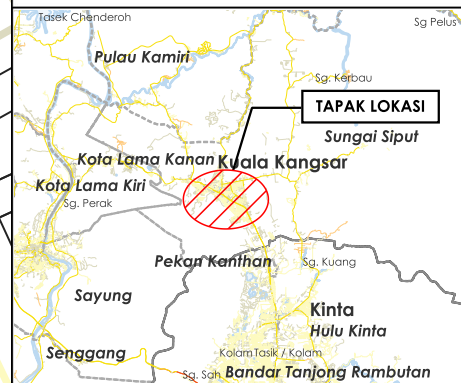 Tasek Chenderoh
Sg Pelus
Pulau Kamiri
Sg. Kerbau
TAPAK LOKASI
Sungai Siput
Kota Lama Kanan
Kuala Kangsar
Kota Lama Kiri
Sg. Perak
Pekan Kanthan
Sg. Kuang
Sayung
Kinta
Hulu Kinta
Senggang
Kolam
Tasik / Kolam
Sg. Sah
Bandar Tanjong Rambutan